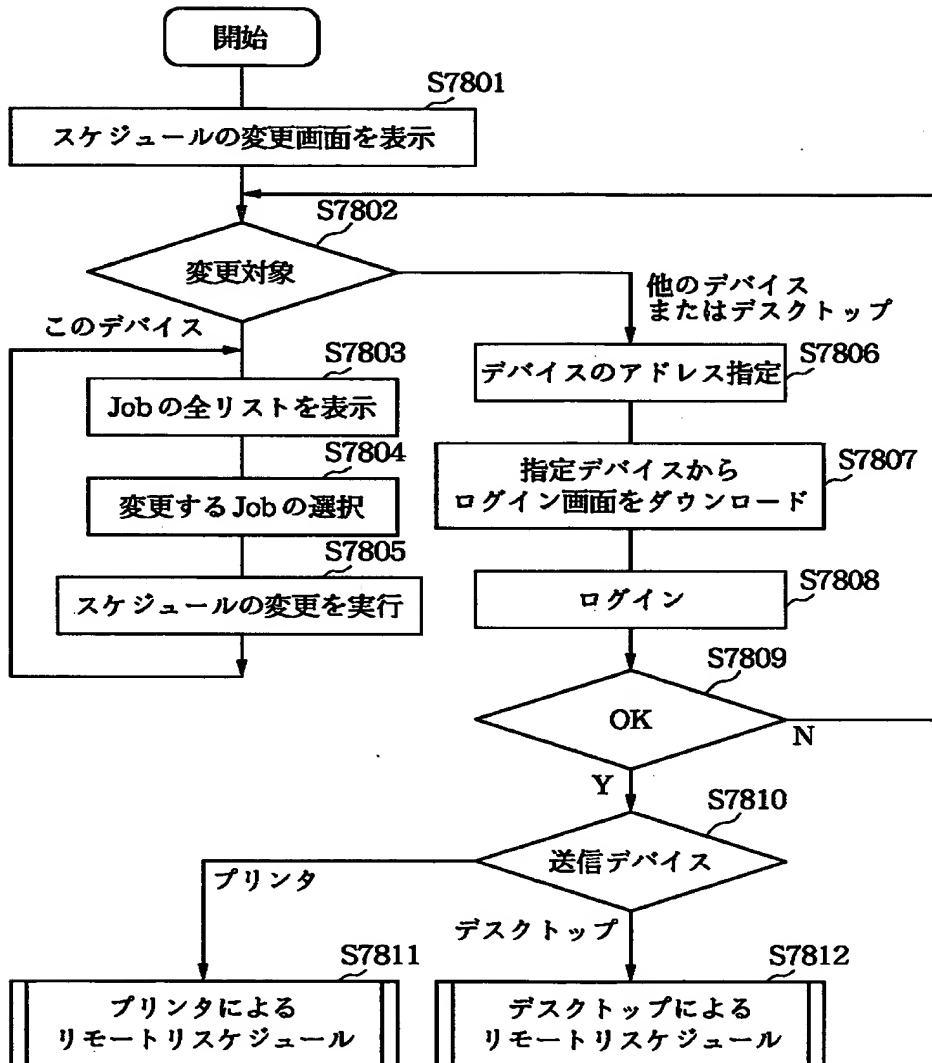 開始
S7801
スケジュールの変更画面を表示
S7802
変更対象
このデバイス
他のデバイス
またはデスクトップ
S7803
Jobの全リストを表示
S7804
変更するJobの選択
S7805
スケジュールの変更を実行
S7806
デバイスのアドレス指定
S7807
指定デバイスから
ログイン画面をダウンロード
S7808
ログイン
S7809
OK
N
Y
S7810
送信デバイス
プリンタ
デスクトップ
S7811
プリンタによる
リモートリスケジュール
S7812
デスクトップによる
リモートリスケジュール